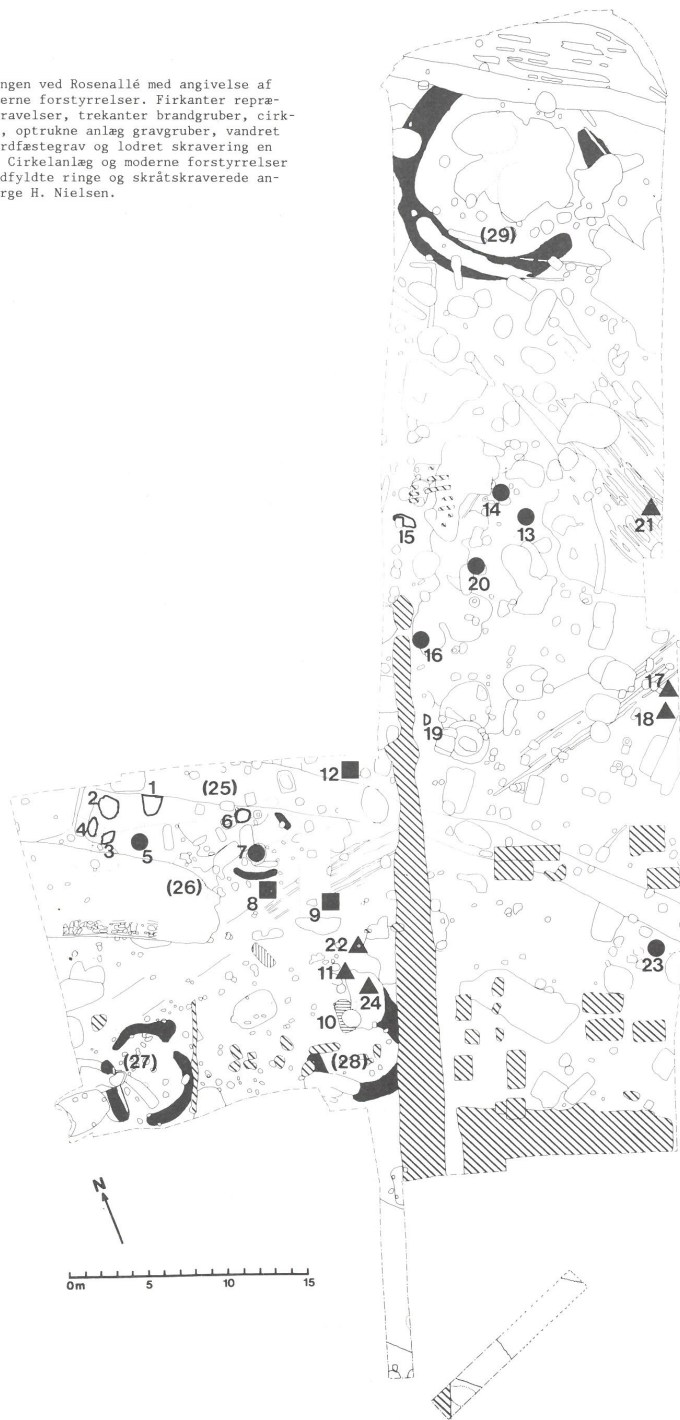 ngen ved Rosenallé med angivelse af
erne forstyrrelser. Firkanter repræ-
ravelser, trekanter brandgruber, cirk-
, optrukne anlæg gravgruber, vandret
rdfæstegrav og lodret skravering en
Cirkelanlæg og moderne forstyrrelser
dfyldte ringe og skråtskraverede an-
rge H. Nielsen.
(29)
14
13
21
15
20
16
17
18
19
12
1
(25)
2
6
4
3
5
7
(26)
8
9
22
11
24
23
10
(27)
(28)
N
0m 5 10 15